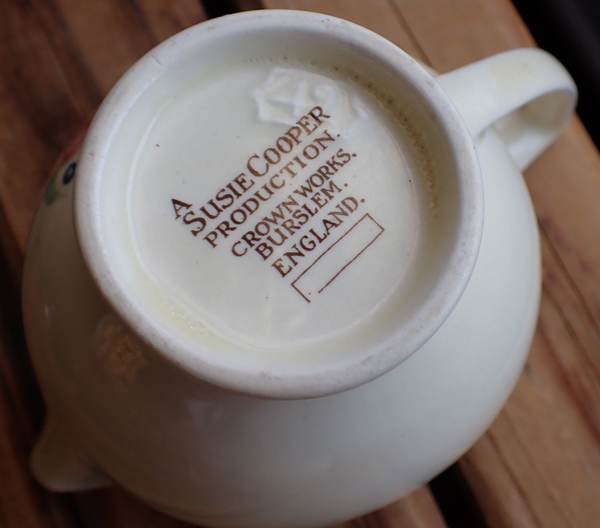 A
SUSIE COOPER
PRODUCTION.
CROWN WORKS.
BURSLEM.
ENGLAND.